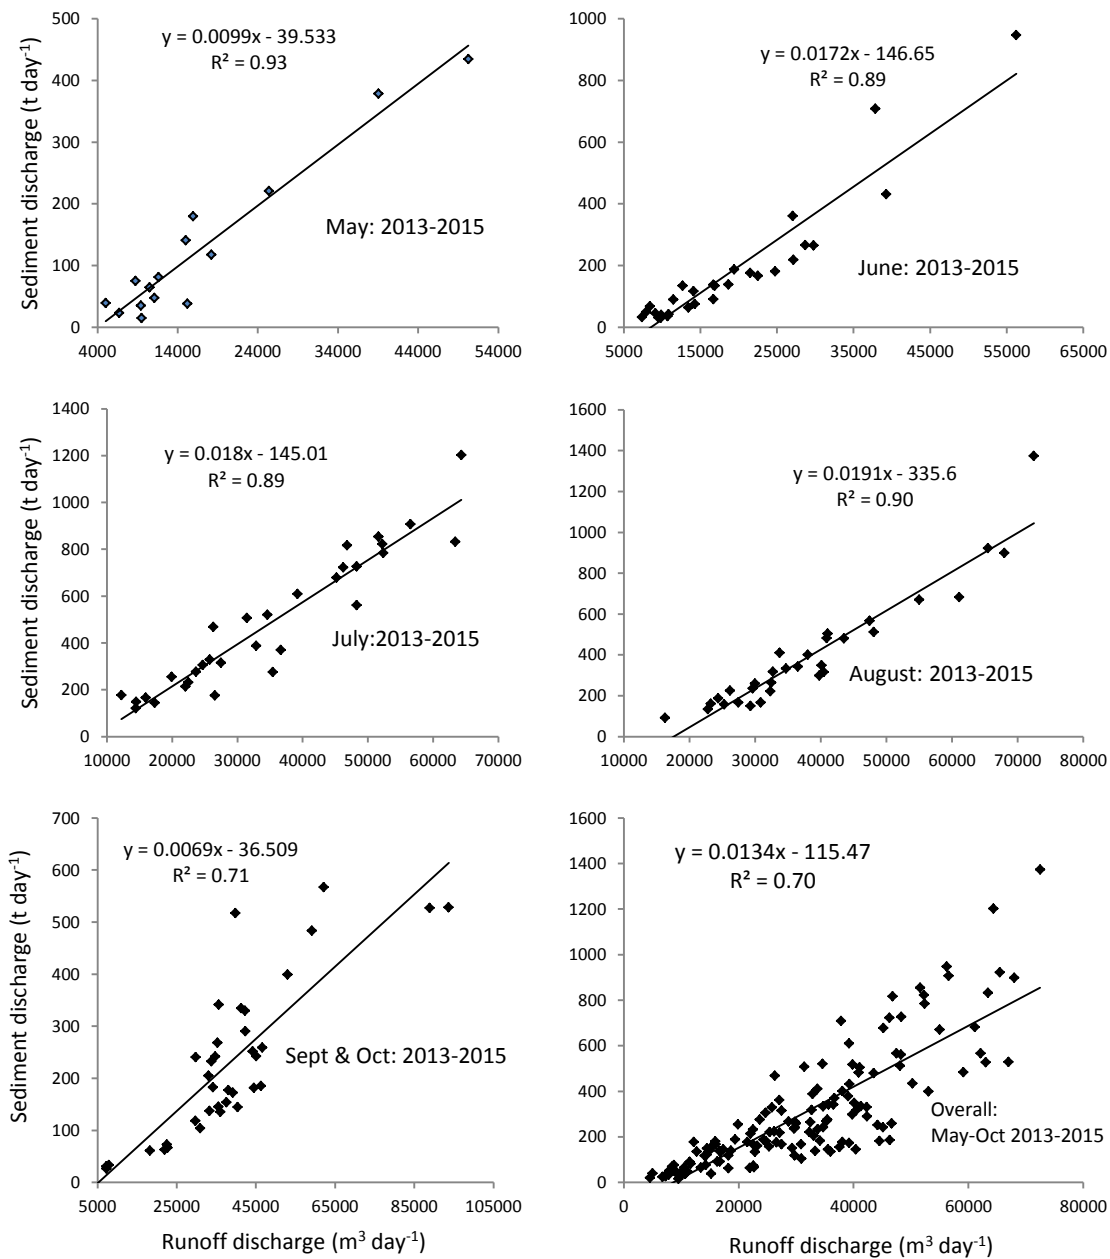 500
400
300
200
100
0
4000 14000 24000 34000 44000 54000
Sediment discharge (t day-1)
y = 0.0099x - 39.533
R² = 0.93
May: 2013-2015
1000
800
600
400
200
0
5000 15000 25000 35000 45000 55000 65000
y = 0.0172x - 146.65
R² = 0.89
June: 2013-2015
1400
1200
1000
800
600
400
200
0
10000 20000 30000 40000 50000 60000 70000
Sediment discharge (t day-1)
y = 0.018x - 145.01
R² = 0.89
July:2013-2015
1600
1400
1200
1000
800
600
400
200
0
10000 20000 30000 40000 50000 60000 70000 80000
y = 0.0191x - 335.6
R² = 0.90
August: 2013-2015
700
600
500
400
300
200
100
0
5000 25000 45000 65000 85000 105000
Sediment discharge (t day-1)
y = 0.0069x - 36.509
R² = 0.71
Sept & Oct: 2013-2015
Runoff discharge (m3 day-1)
1600
1400
1200
1000
800
600
400
200
0
0 20000 40000 60000 80000
y = 0.0134x - 115.47
R² = 0.70
Overall:
May-Oct 2013-2015
Runoff discharge (m3 day-1)